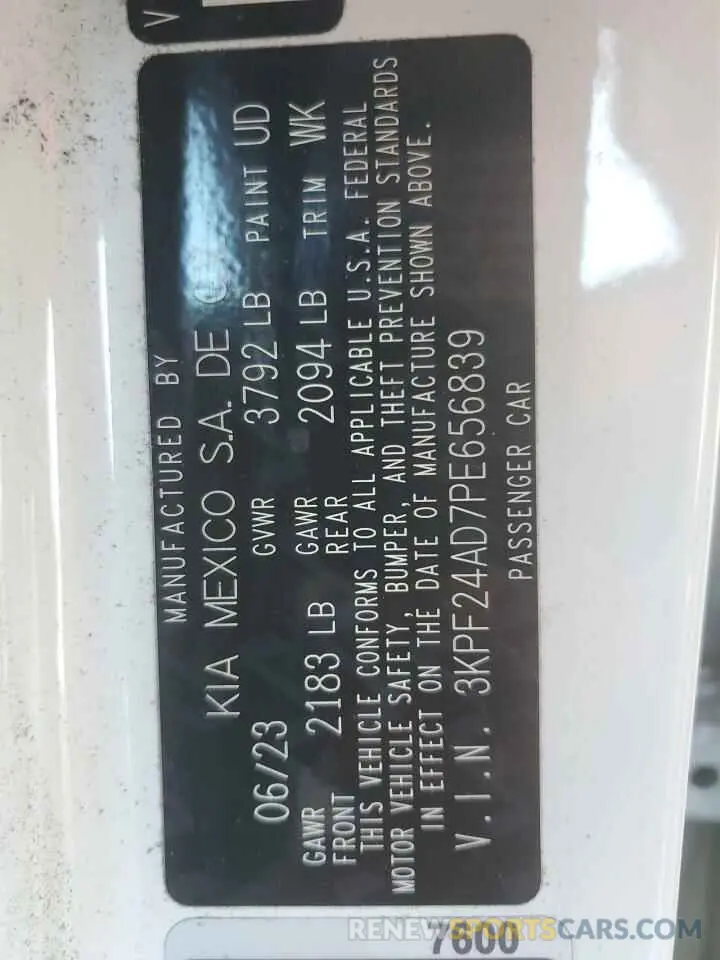 V
MANUFACTURED BY
KIA MEXICO S.A. DE
06/23 GVWR 3792 LB PAINT UD
GAWR FRONT 2183 LB GAWR REAR 2094 LB TRIM WK
THIS VEHICLE CONFORMS TO ALL APPLICABLE U.S.A. FEDERAL
MOTOR VEHICLE SAFETY, BUMPER, AND THEFT PREVENTION STANDARDS
IN EFFECT ON THE DATE OF MANUFACTURE SHOWN ABOVE.
V.I.N. 3KPF24AD7PE656839
PASSENGER CAR
7600
RENEWSPORTSCARS.COM